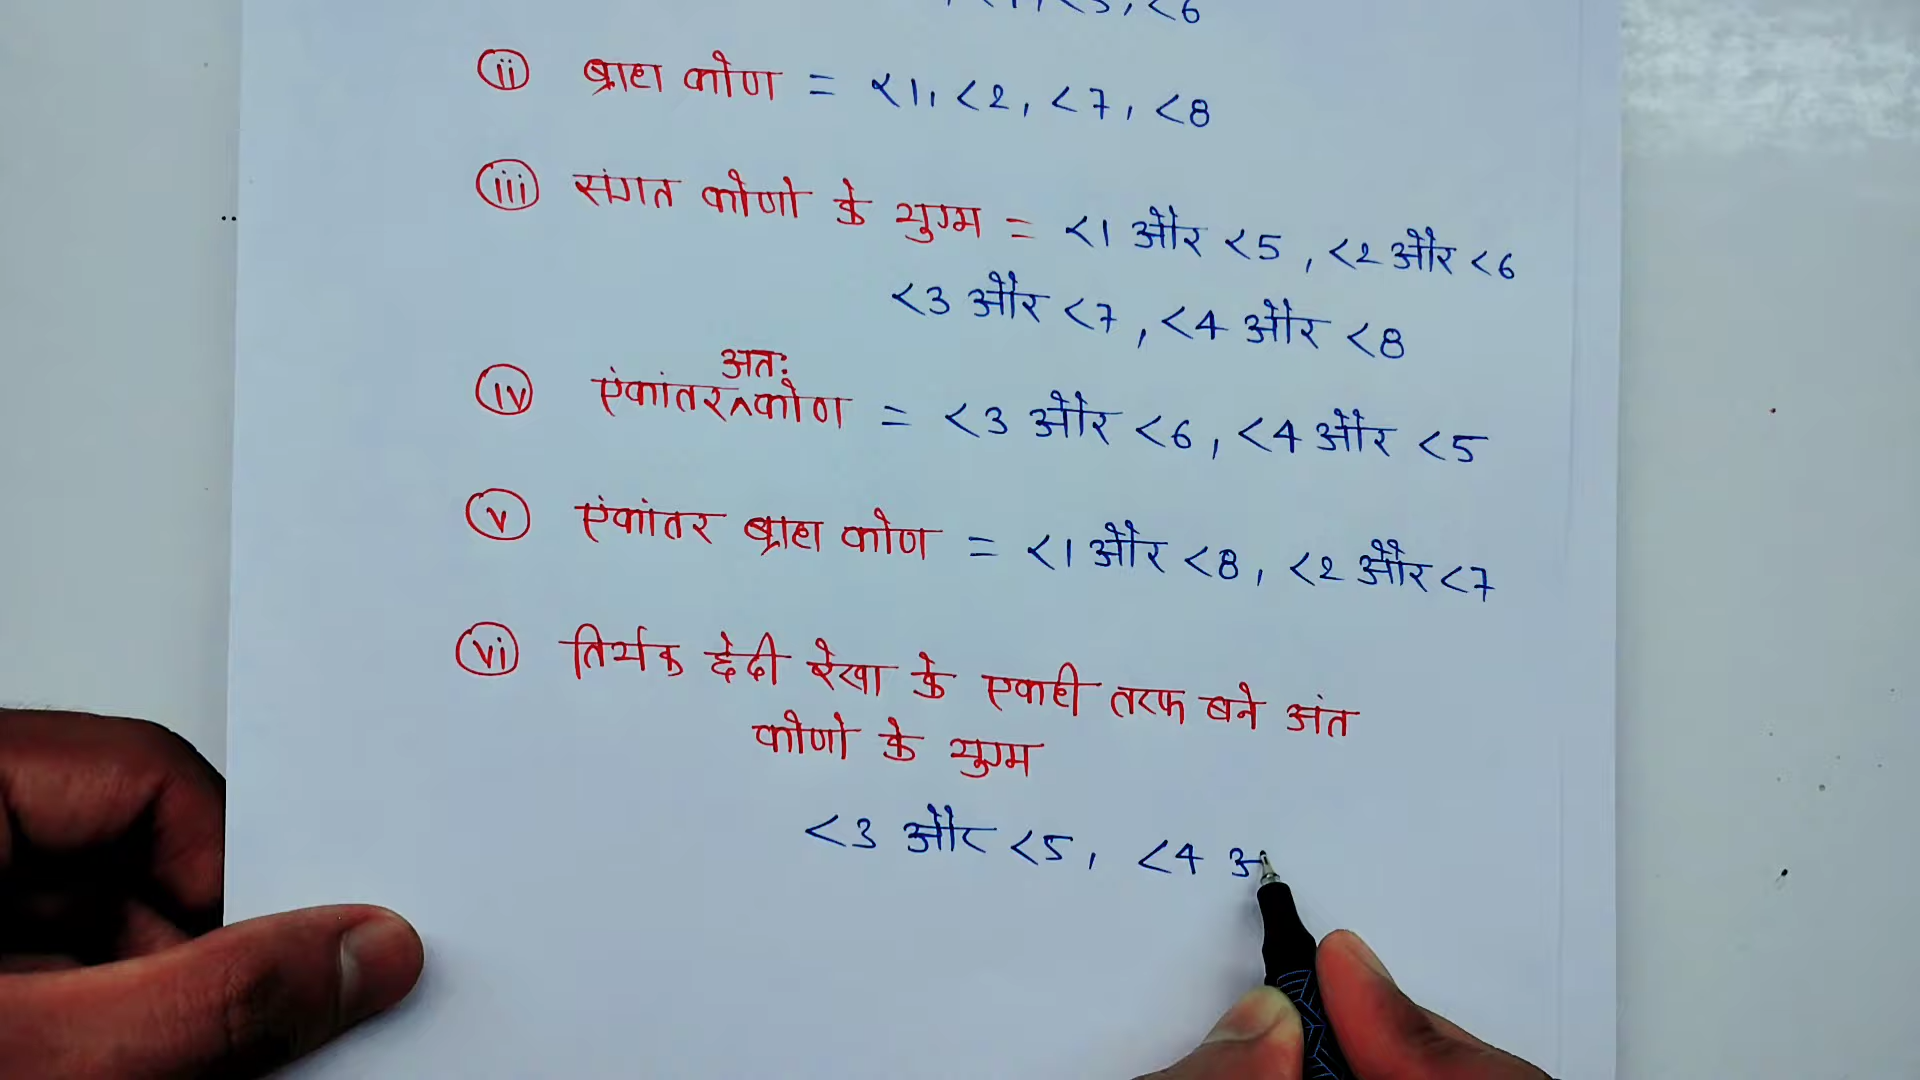 <5, <6
ii ब्राह्य कोण = <1, <2, <7, <8
iii संगत कोणो के युग्म = <1 और <5, <2 और <6
<3 और <7, <4 और <8
अतः
iv एंकांतर^कोण = <3 और <6, <4 और <5
v एंकांतर ब्राह्य कोण = <1 और <8, <2 और <7
vi तिर्यक छेदी रेखा के एकही तरफ बने अंत
कोणो के युग्म
<3 और <5, <4 अ